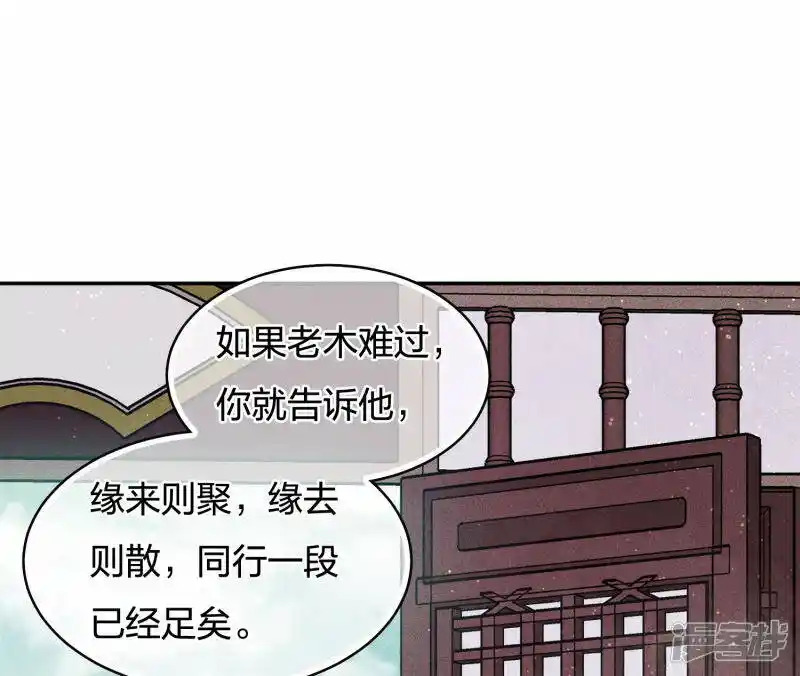 如果老木难过，
你就告诉他，
缘来则聚，缘去
则散，同行一段
已经足矣。
漫客栈